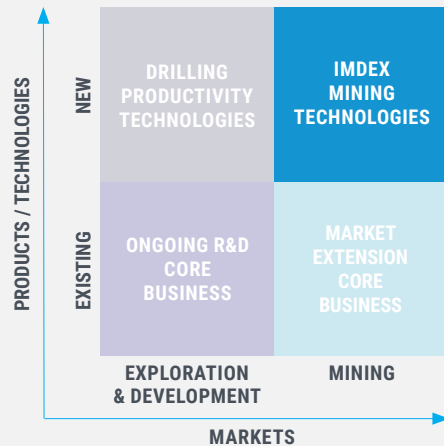 PRODUCTS / TECHNOLOGIES
NEW
DRILLING
PRODUCTIVITY
TECHNOLOGIES
IMDEX
MINING
TECHNOLOGIES
EXISTING
ONGOING R&D
CORE
BUSINESS
MARKET
EXTENSION
CORE
BUSINESS
EXPLORATION
& DEVELOPMENT
MINING
MARKETS